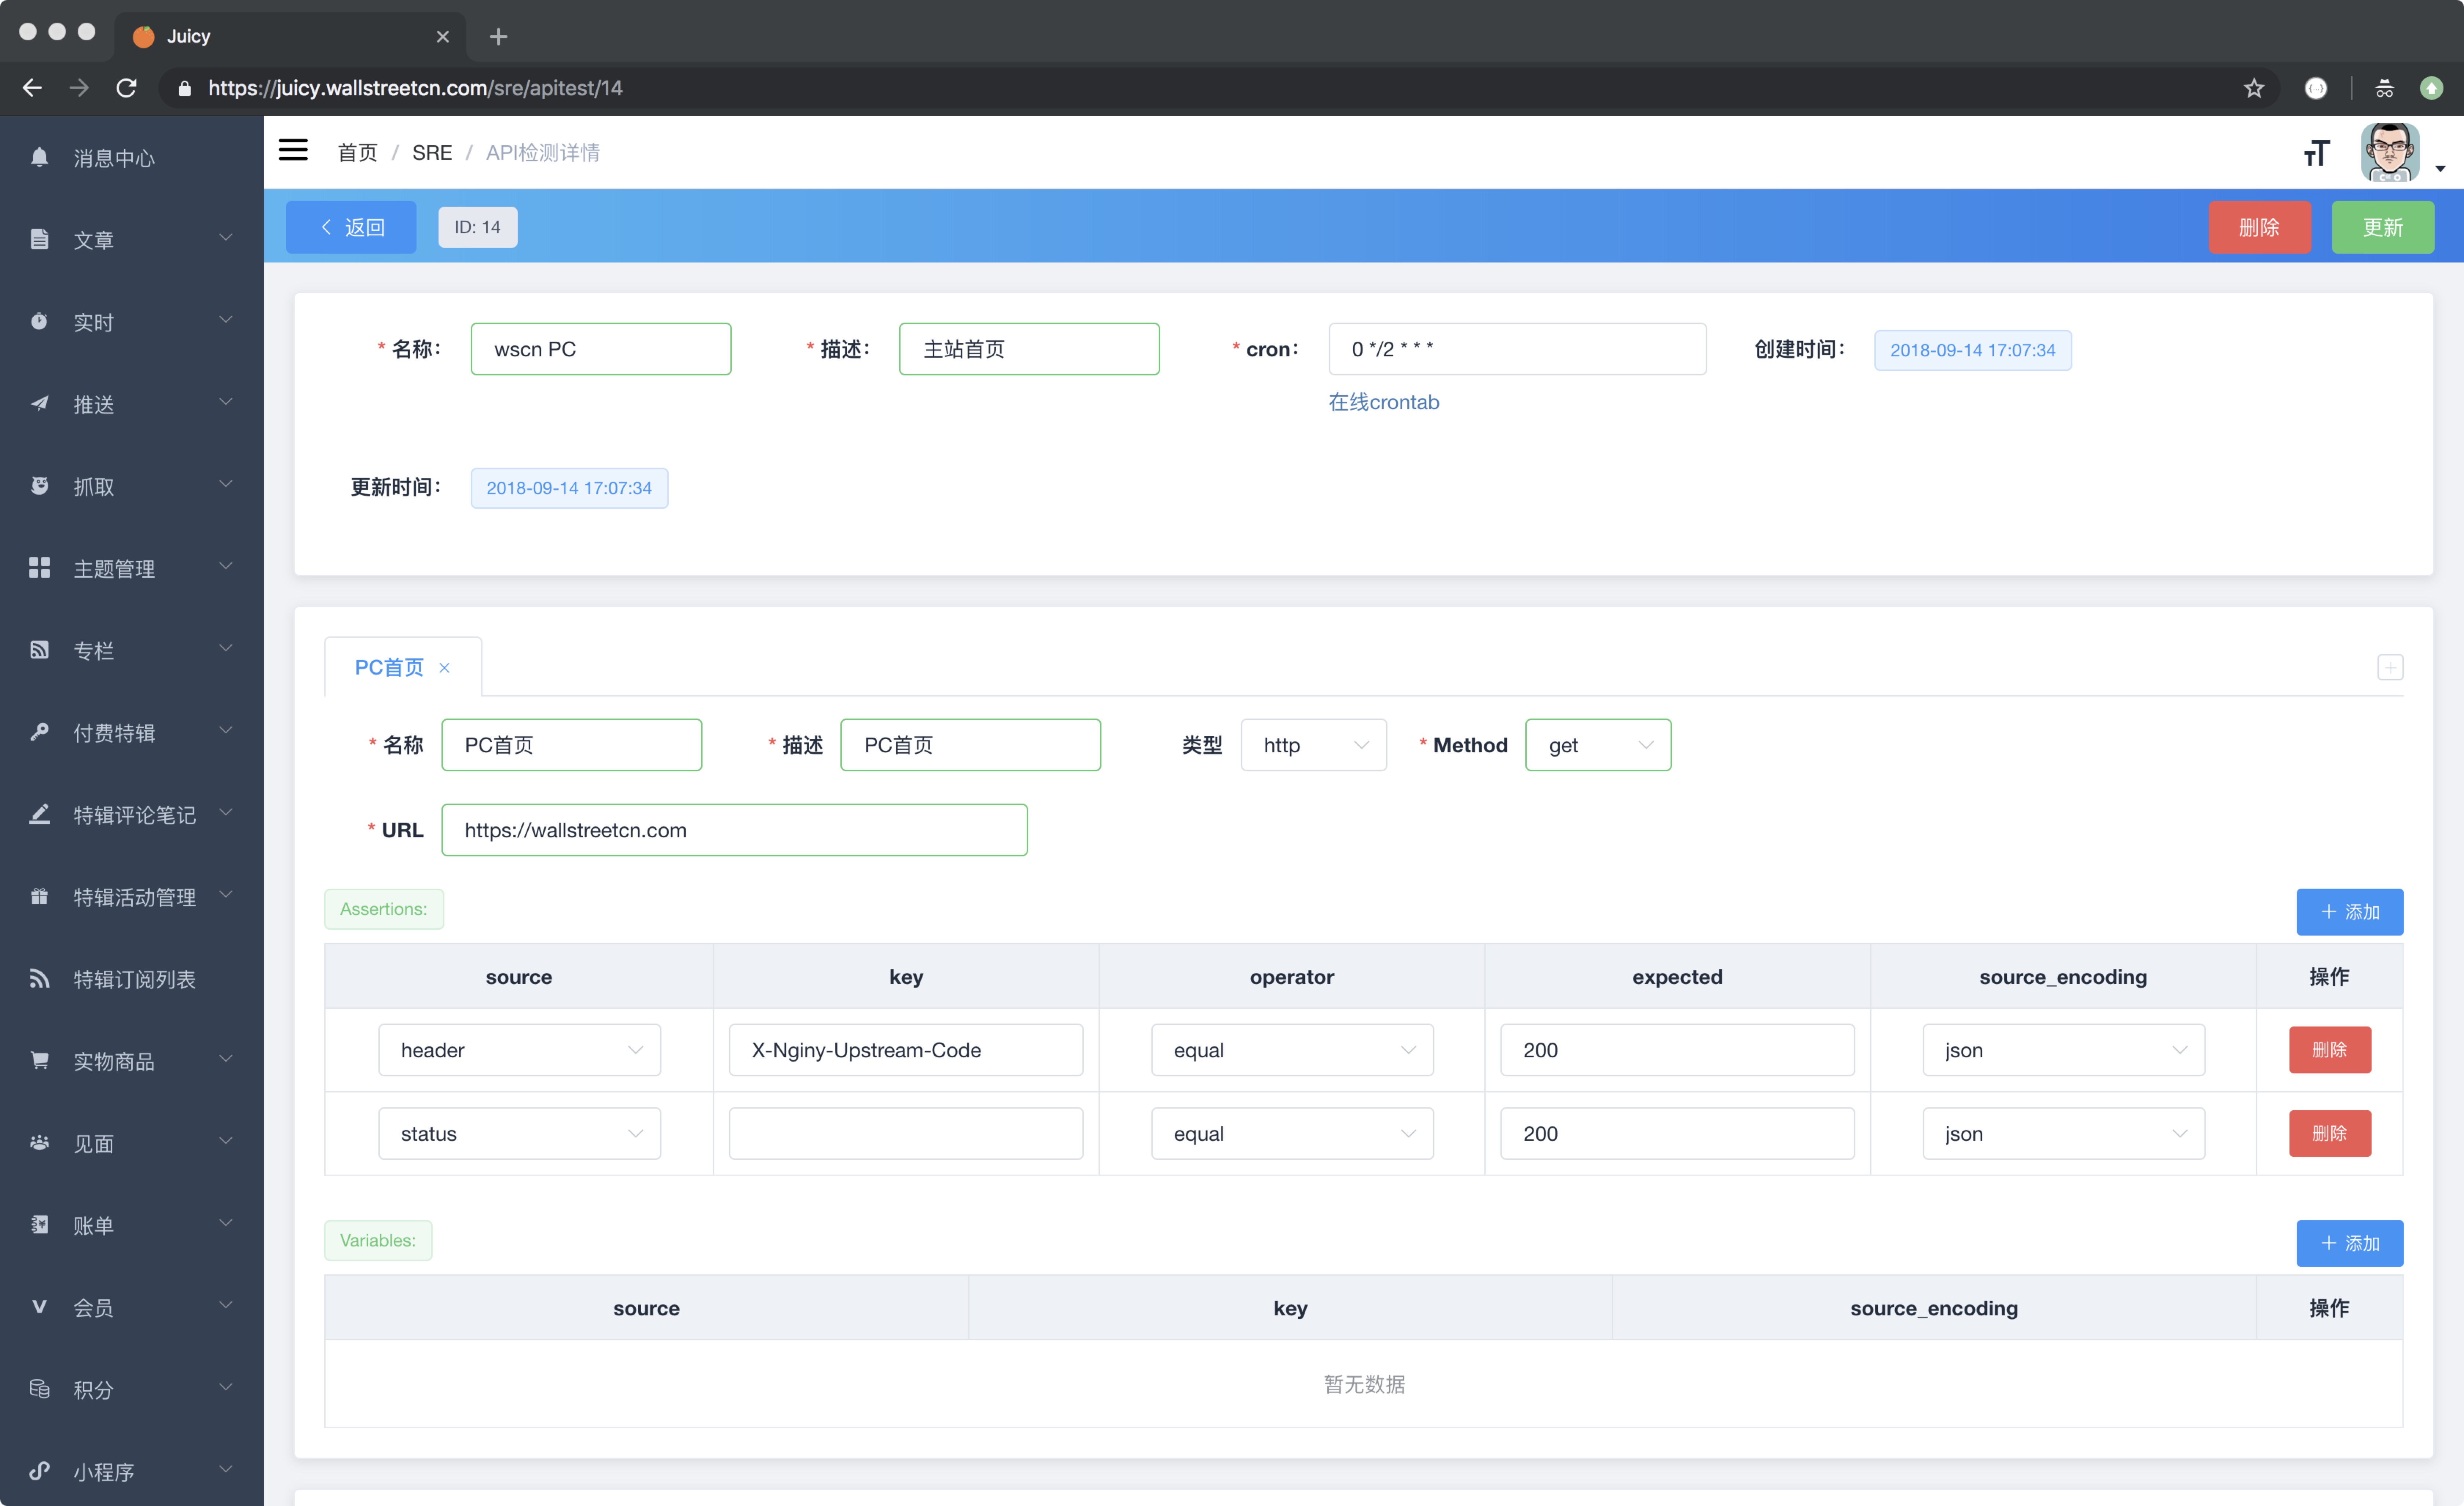 Juicy
https://juicy.wallstreetcn.com/sre/apitest/14
消息中心
文章
实时
推送
抓取
主题管理
专栏
付费特辑
特辑评论笔记
特辑活动管理
特辑订阅列表
实物商品
见面
账单
会员
积分
小程序
首页 / SRE / API检测详情
返回 ID: 14 删除 更新
* 名称： wscn PC * 描述： 主站首页 * cron： 0 */2 * * * 创建时间： 2018-09-14 17:07:34
在线crontab
更新时间： 2018-09-14 17:07:34
PC首页
* 名称 PC首页 * 描述 PC首页 类型 http * Method get
* URL https://wallstreetcn.com
Assertions: 添加
source key operator expected source_encoding 操作
header X-Nginy-Upstream-Code equal 200 json 删除
status equal 200 json 删除
Variables: 添加
source key source_encoding 操作
暂无数据